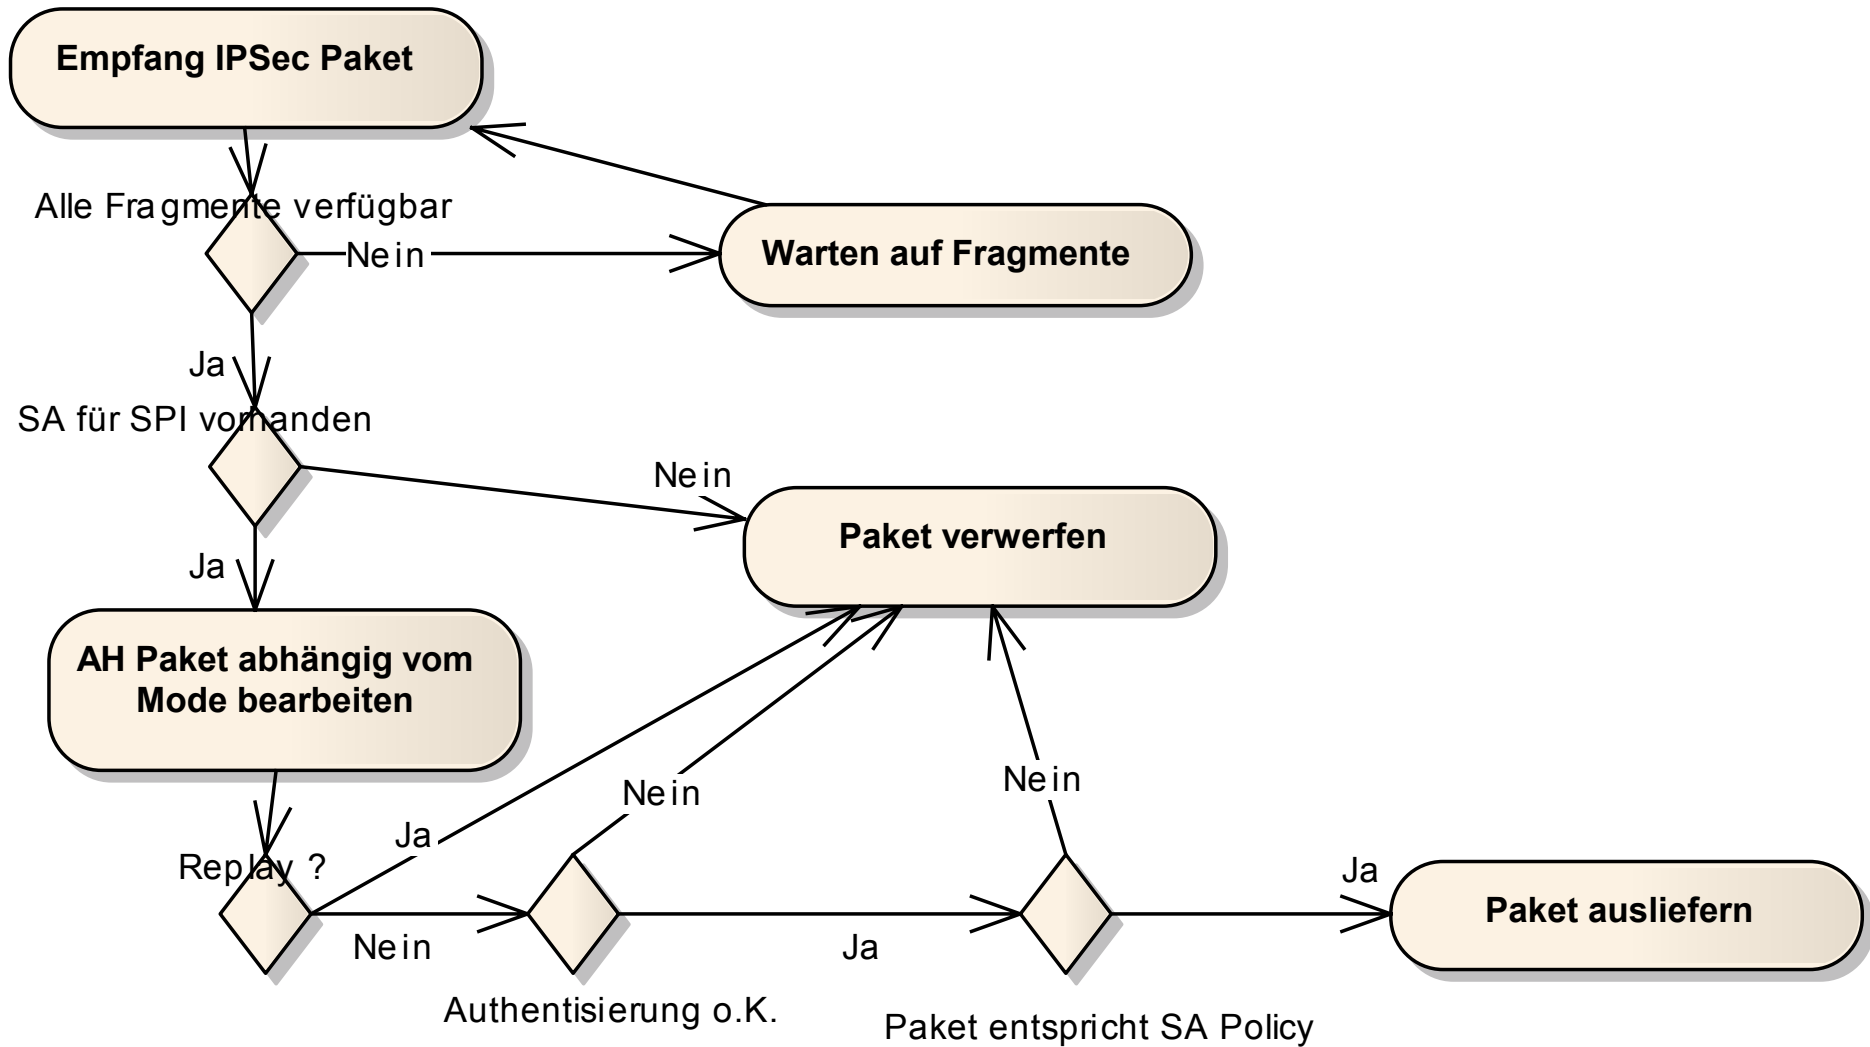 Empfang IPSec Paket
Alle Fragmente verfügbar
Nein
Warten auf Fragmente
Ja
SA für SPI vorhanden
Nein
Paket verwerfen
Ja
AH Paket abhängig vom
Mode bearbeiten
Nein
Nein
Ja
Replay ?
Ja
Paket ausliefern
Nein
Ja
Authentisierung o.K.
Paket entspricht SA Policy